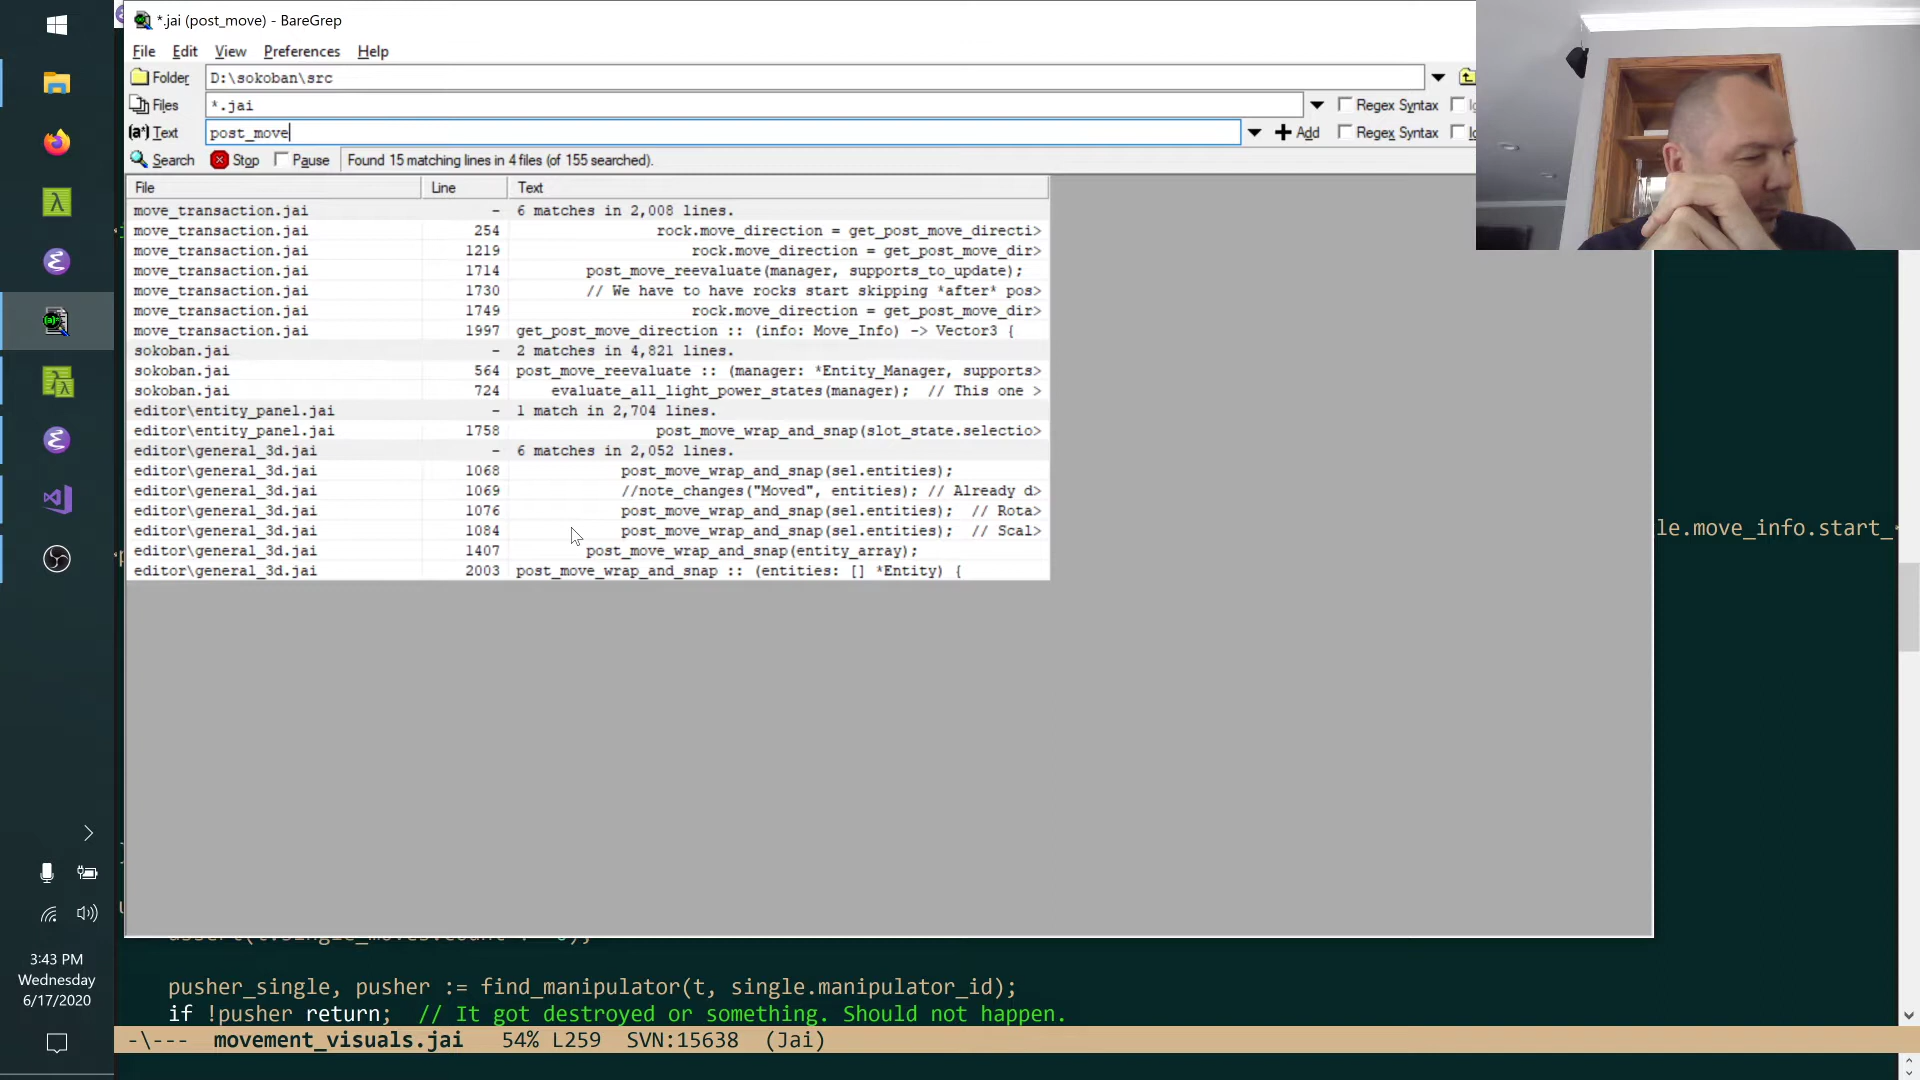 *.jai (post_move) - BareGrep
File Edit View Preferences Help
Folder D:\sokoban\src
Files *.jai Regex Syntax
(a*) Text post_move Add Regex Syntax
Search Stop Pause Found 15 matching lines in 4 files (of 155 searched).
File Line Text
move_transaction.jai - 6 matches in 2,008 lines.
move_transaction.jai 254 rock.move_direction = get_post_move_directi>
move_transaction.jai 1219 rock.move_direction = get_post_move_dir>
move_transaction.jai 1714 post_move_reevaluate(manager, supports_to_update);
move_transaction.jai 1730 // We have to have rocks start skipping *after* pos>
move_transaction.jai 1749 rock.move_direction = get_post_move_dir>
move_transaction.jai 1997 get_post_move_direction :: (info: Move_Info) -> Vector3 {
sokoban.jai - 2 matches in 4,821 lines.
sokoban.jai 564 post_move_reevaluate :: (manager: *Entity_Manager, supports>
sokoban.jai 724 evaluate_all_light_power_states(manager); // This one >
editor\entity_panel.jai - 1 match in 2,704 lines.
editor\entity_panel.jai 1758 post_move_wrap_and_snap(slot_state.selectio>
editor\general_3d.jai - 6 matches in 2,052 lines.
editor\general_3d.jai 1068 post_move_wrap_and_snap(sel.entities);
editor\general_3d.jai 1069 //note_changes("Moved", entities); // Already d>
editor\general_3d.jai 1076 post_move_wrap_and_snap(sel.entities); // Rota>
editor\general_3d.jai 1084 post_move_wrap_and_snap(sel.entities); // Scal>
editor\general_3d.jai 1407 post_move_wrap_and_snap(entity_array);
editor\general_3d.jai 2003 post_move_wrap_and_snap :: (entities: [] *Entity) {
le.move_info.start_
pusher_single, pusher := find_manipulator(t, single.manipulator_id);
if !pusher return; // It got destroyed or something. Should not happen.
-\--- movement_visuals.jai 54% L259 SVN:15638 (Jai)
3:43 PM
Wednesday
6/17/2020